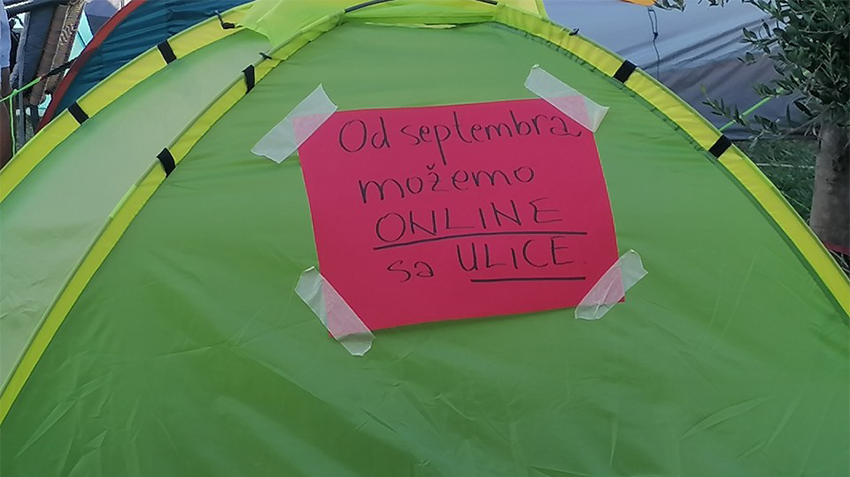 Od septembra
možemo
ONLINE
sa ULICE.